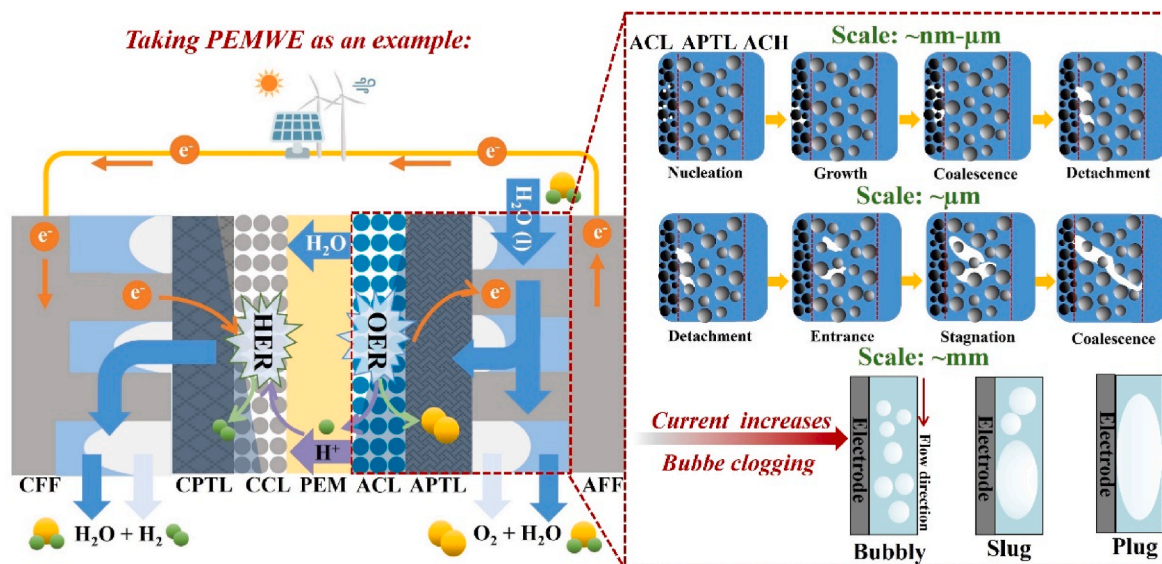 Taking PEMWE as an example:
e-
e-
e-
e-
e-
e-
H2O (l)
H2O
HER
OER
H+
CFF
CPTL
CCL
PEM
ACL
APTL
AFF
H2O + H2
O2 + H2O
Scale: ~nm-μm
ACL APTL ACH
Nucleation
Growth
Coalescence
Detachment
Scale: ~μm
Detachment
Entrance
Stagnation
Coalescence
Scale: ~mm
Current increases
Bubbe clogging
Electrode
Flow direction
Electrode
Electrode
Bubbly
Slug
Plug